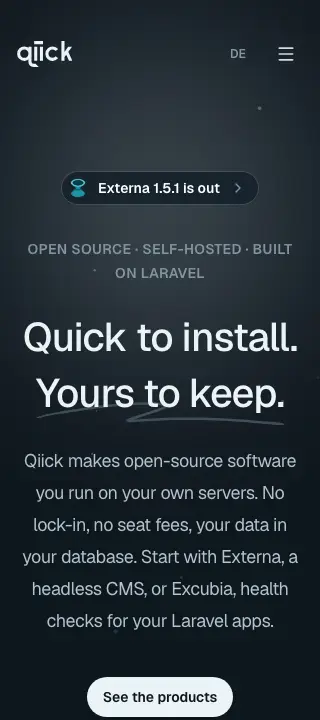 qiick
DE
Externa 1.5.1 is out
OPEN SOURCE · SELF-HOSTED · BUILT
ON LARAVEL
Quick to install.
Yours to keep.
Qiick makes open-source software
you run on your own servers. No
lock-in, no seat fees, your data in
your database. Start with Externa, a
headless CMS, or Excubia, health
checks for your Laravel apps.
See the products